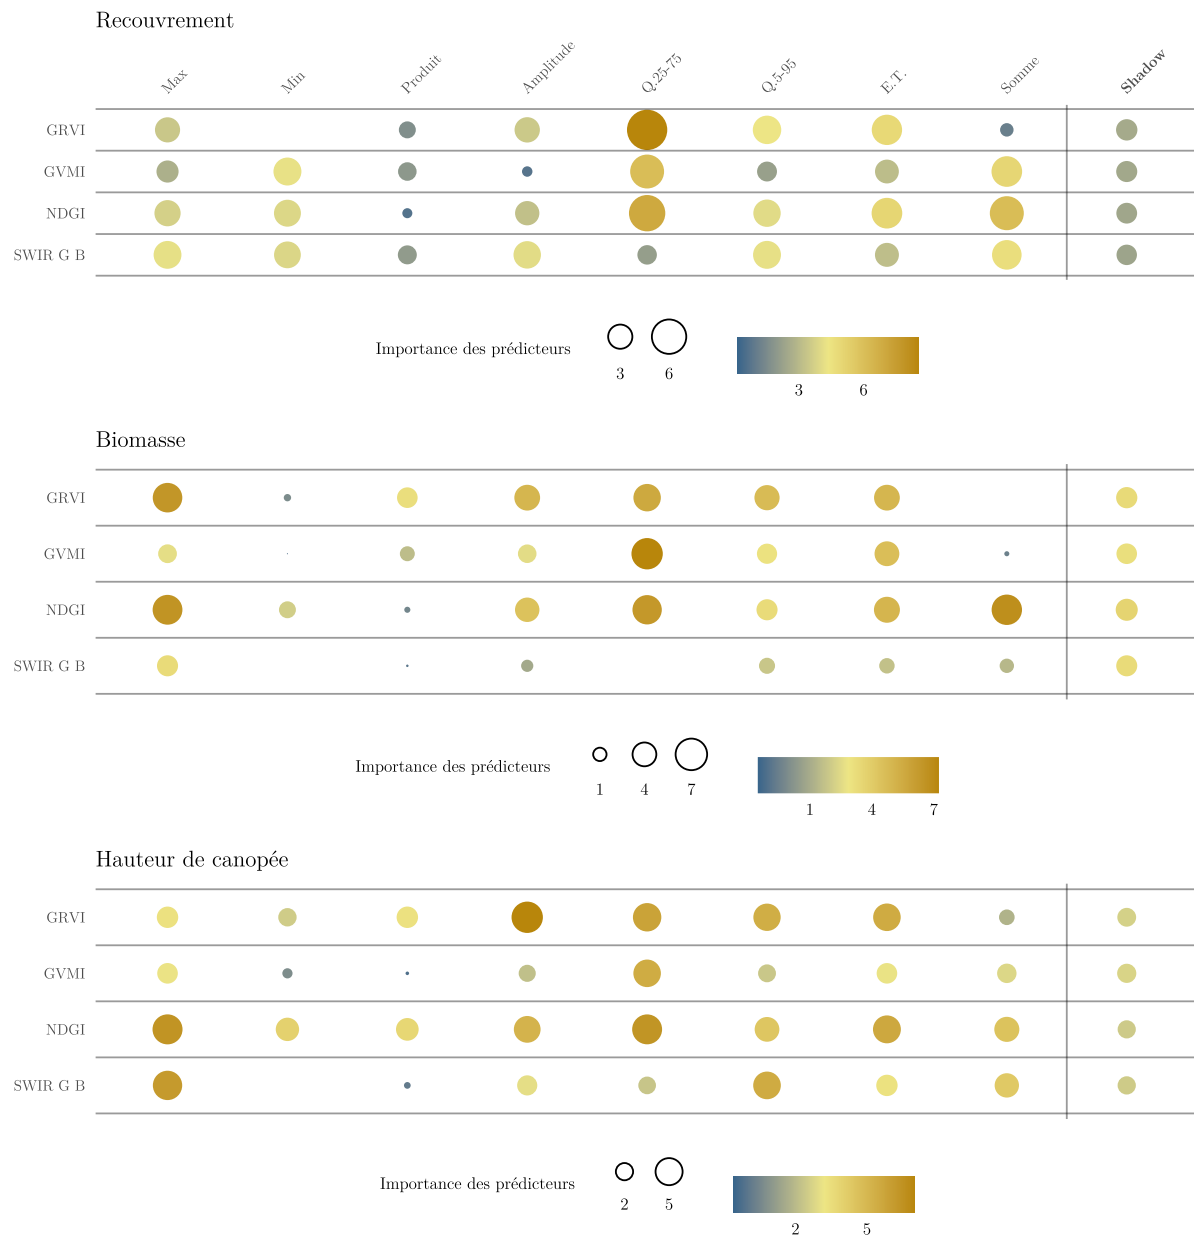 Recouvrement
Max Min Produit Amplitude Q.25-75 Q.5-95 E.T. Somme Shadow
GRVI
GVMI
NDGI
SWIR G B
Importance des prédicteurs
3 6
3 6
Biomasse
GRVI
GVMI
NDGI
SWIR G B
Importance des prédicteurs
1 4 7
1 4 7
Hauteur de canopée
GRVI
GVMI
NDGI
SWIR G B
Importance des prédicteurs
2 5
2 5